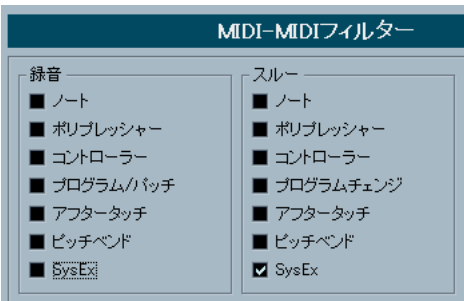 MIDI-MIDIフィルター
録音
ノート
ポリプレッシャー
コントローラー
プログラム/パッチ
アフタータッチ
ピッチベンド
SysEx
スルー
ノート
ポリプレッシャー
コントローラー
プログラムチェンジ
アフタータッチ
ピッチベンド
SysEx